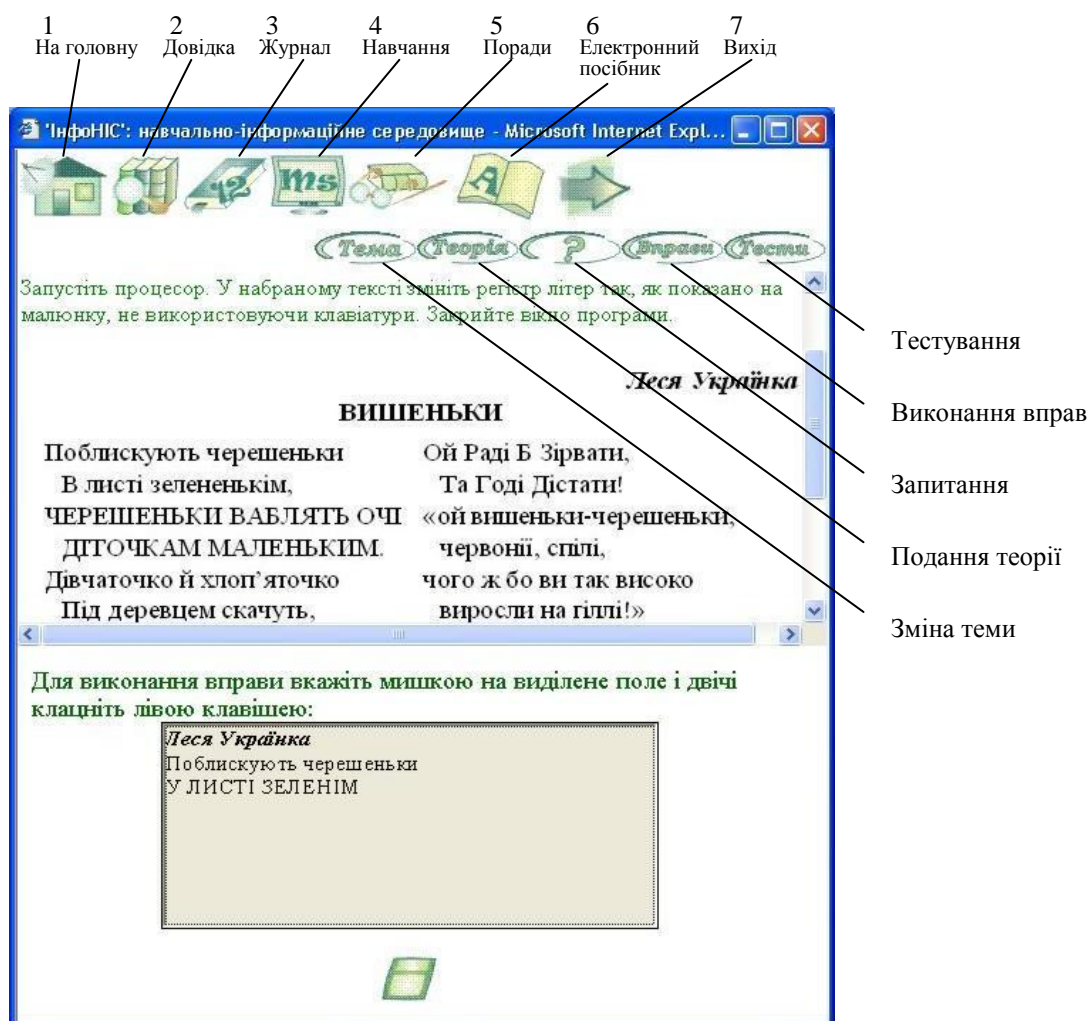 1 2 3 4 5 6 7
На головну Довідка Журнал Навчання Поради Електронний посібник Вихід
'ІнфоНІС': навчально-інформаційне середовище - Microsoft Internet Expl...
12 Ms A
Тема Теорія ? Вправи Тести
Запустіть процесор. У набраному тексті змініть регістр літер так, як показано на
малюнку, не використовуючи клавіатури. Закрийте вікно програми.
Леся Українка
ВИШЕНЬКИ
Поблискують черешеньки
В листі зелененькім,
ЧЕРЕШЕНЬКИ ВАБЛЯТЬ ОЧІ
ДІТОЧКАМ МАЛЕНЬКИМ.
Дівчаточко й хлоп’яточко
Під деревцем скачуть,
Ой Раді Б Зірвати,
Та Годі Дістати!
«ой вишеньки-черешеньки,
червонії, спілі,
чого ж бо ви так високо
виросли на гіллі!»
Для виконання вправи вкажіть мишкою на виділене поле і двічі
клацніть лівою клавішею:
Леся Українка
Поблискують черешеньки
У ЛИСТІ ЗЕЛЕНІМ
Тестування
Виконання вправ
Запитання
Подання теорії
Зміна теми